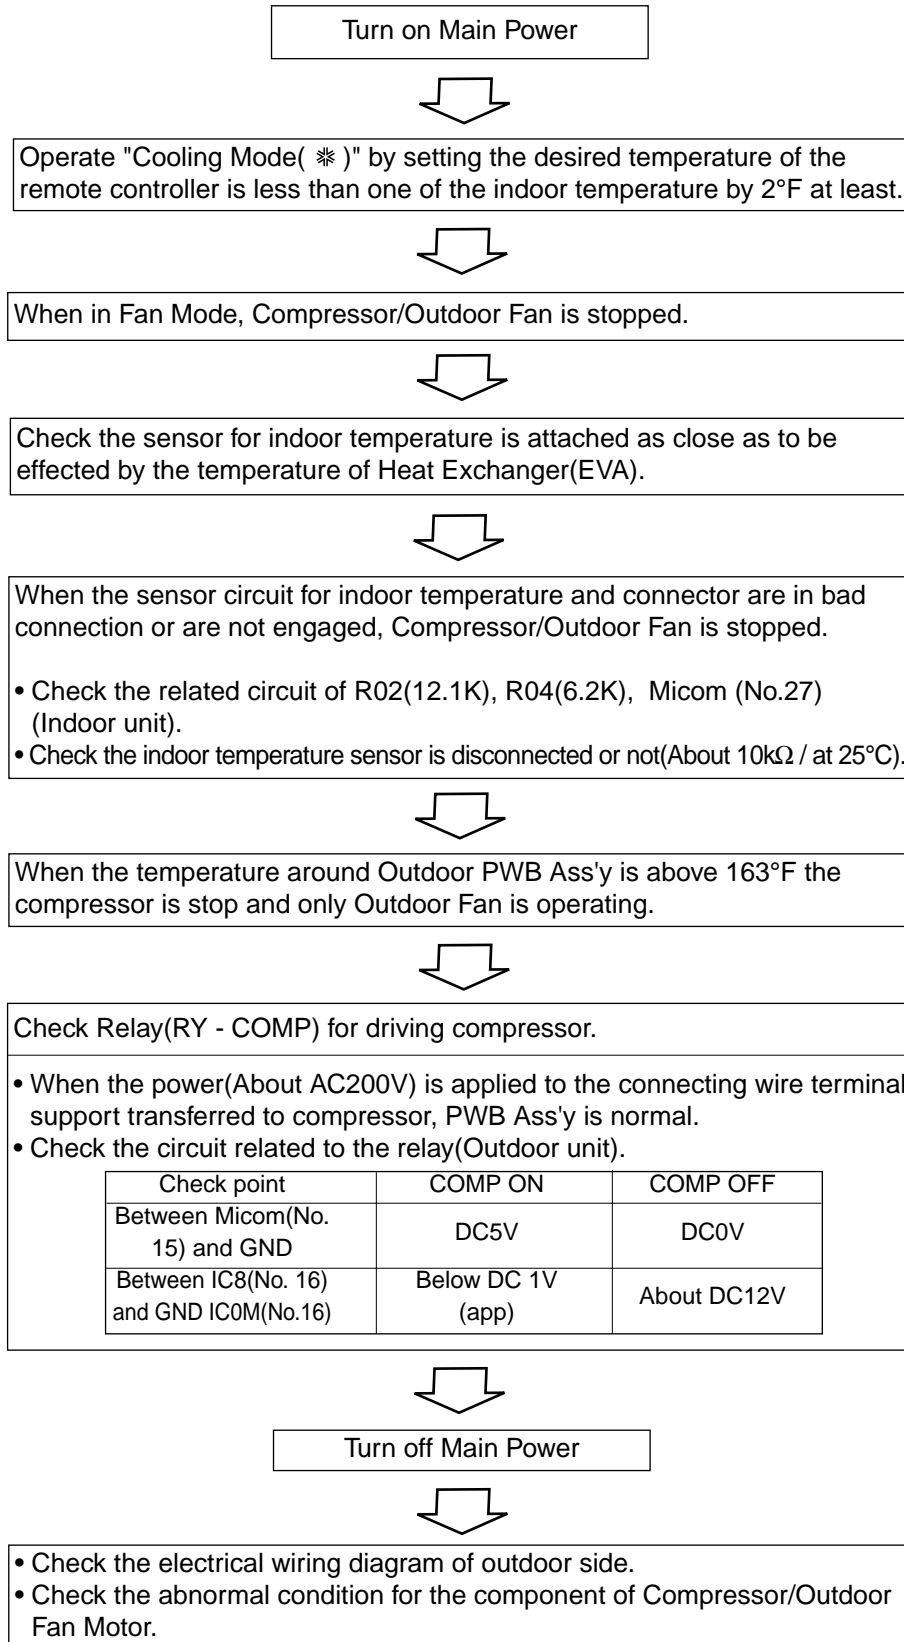 Turn on Main Power
Operate "Cooling Mode( ❊ )" by setting the desired temperature of the
remote controller is less than one of the indoor temperature by 2°F at least.
When in Fan Mode, Compressor/Outdoor Fan is stopped.
Check the sensor for indoor temperature is attached as close as to be
effected by the temperature of Heat Exchanger(EVA).
When the sensor circuit for indoor temperature and connector are in bad
connection or are not engaged, Compressor/Outdoor Fan is stopped.
• Check the related circuit of R02(12.1K), R04(6.2K), Micom (No.27)
(Indoor unit).
• Check the indoor temperature sensor is disconnected or not(About 10kΩ / at 25°C).
When the temperature around Outdoor PWB Ass'y is above 163°F the
compressor is stop and only Outdoor Fan is operating.
Check Relay(RY - COMP) for driving compressor.
• When the power(About AC200V) is applied to the connecting wire terminal
support transferred to compressor, PWB Ass'y is normal.
• Check the circuit related to the relay(Outdoor unit).
Check point COMP ON COMP OFF
Between Micom(No.
15) and GND DC5V DC0V
Between IC8(No. 16) Below DC 1V
and GND IC0M(No.16) (app) About DC12V
Turn off Main Power
• Check the electrical wiring diagram of outdoor side.
• Check the abnormal condition for the component of Compressor/Outdoor
Fan Motor.